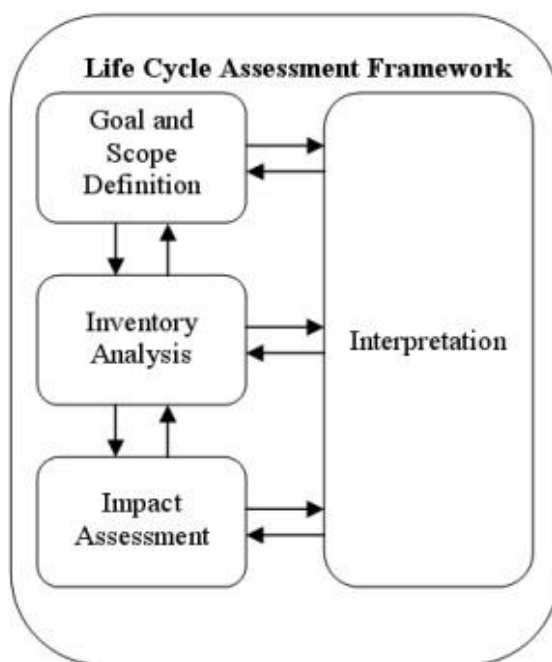 Life Cycle Assessment Framework
Goal and
Scope
Definition
Inventory
Analysis
Interpretation
Impact
Assessment